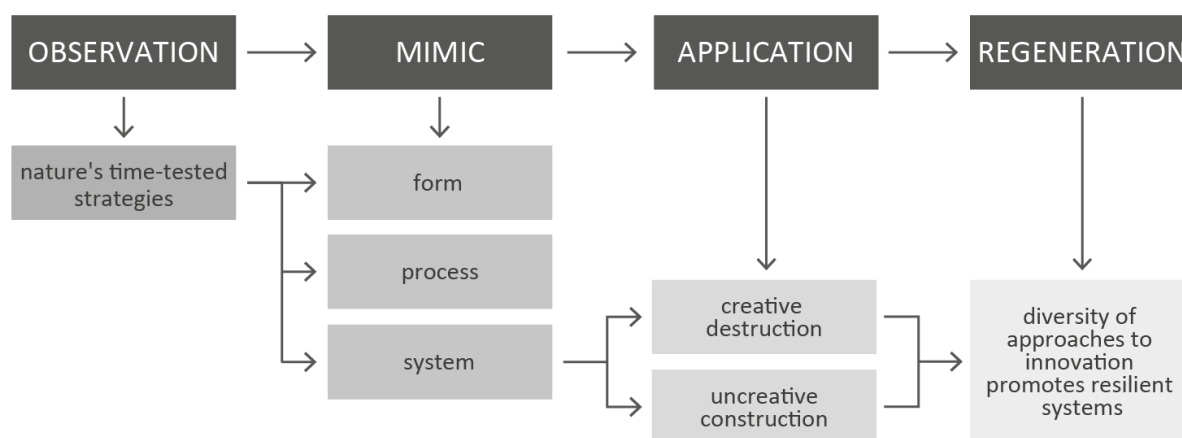 OBSERVATION
MIMIC
APPLICATION
REGENERATION
nature's time-tested
strategies
form
process
system
creative
destruction
uncreative
construction
diversity of
approaches to
innovation
promotes resilient
systems